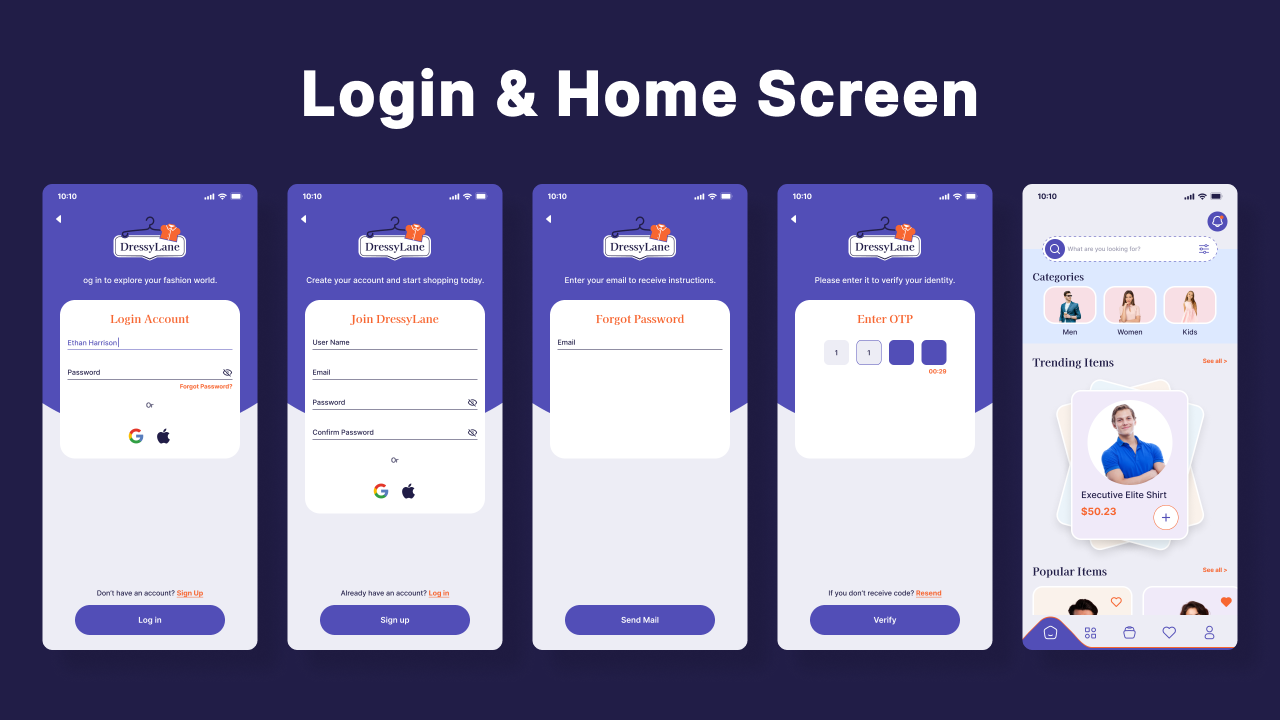 Login & Home Screen
10:10
DressyLane
og in to explore your fashion world.
Login Account
Ethan Harrison
Password
Forgot Password?
Or
Don't have an account? Sign Up
Log in
10:10
DressyLane
Create your account and start shopping today.
Join DressyLane
User Name
Email
Password
Confirm Password
Or
Already have an account? Log in
Sign up
10:10
DressyLane
Enter your email to receive instructions.
Forgot Password
Email
Send Mail
10:10
DressyLane
Please enter it to verify your identity.
Enter OTP
1 1
00:29
If you don't receive code? Resend
Verify
10:10
What are you looking for?
Categories
Men Women Kids
Trending Items See all >
Executive Elite Shirt
$50.23
Popular Items See all >